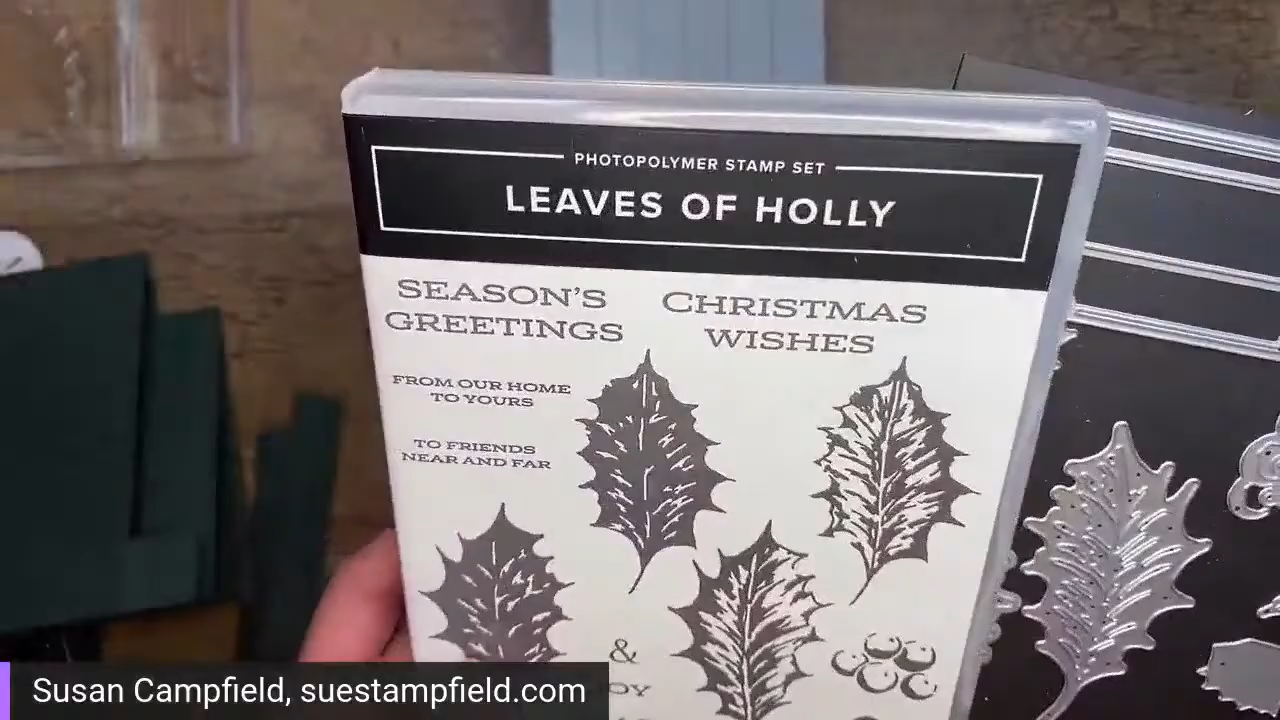 PHOTOPOLYMER STAMP SET
LEAVES OF HOLLY
SEASON'S
GREETINGS
CHRISTMAS
WISHES
FROM OUR HOME
TO YOURS
TO FRIENDS
NEAR AND FAR
&
Susan Campfield, suestampfield.com